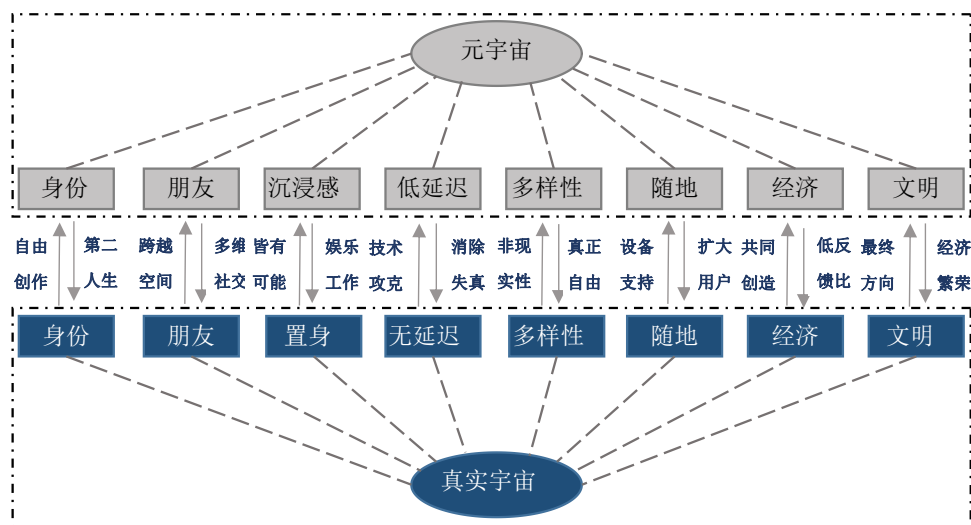 元宇宙
身份 朋友 沉浸感 低延迟 多样性 随地 经济 文明
自由 第二 跨越 多维 皆有 娱乐 技术 消除 非现 真正 设备 扩大 共同 低反 最终 经济
创作 人生 空间 社交 可能 工作 攻克 失真 实性 自由 支持 用户 创造 馈比 方向 繁荣
身份 朋友 置身 无延迟 多样性 随地 经济 文明
真实宇宙